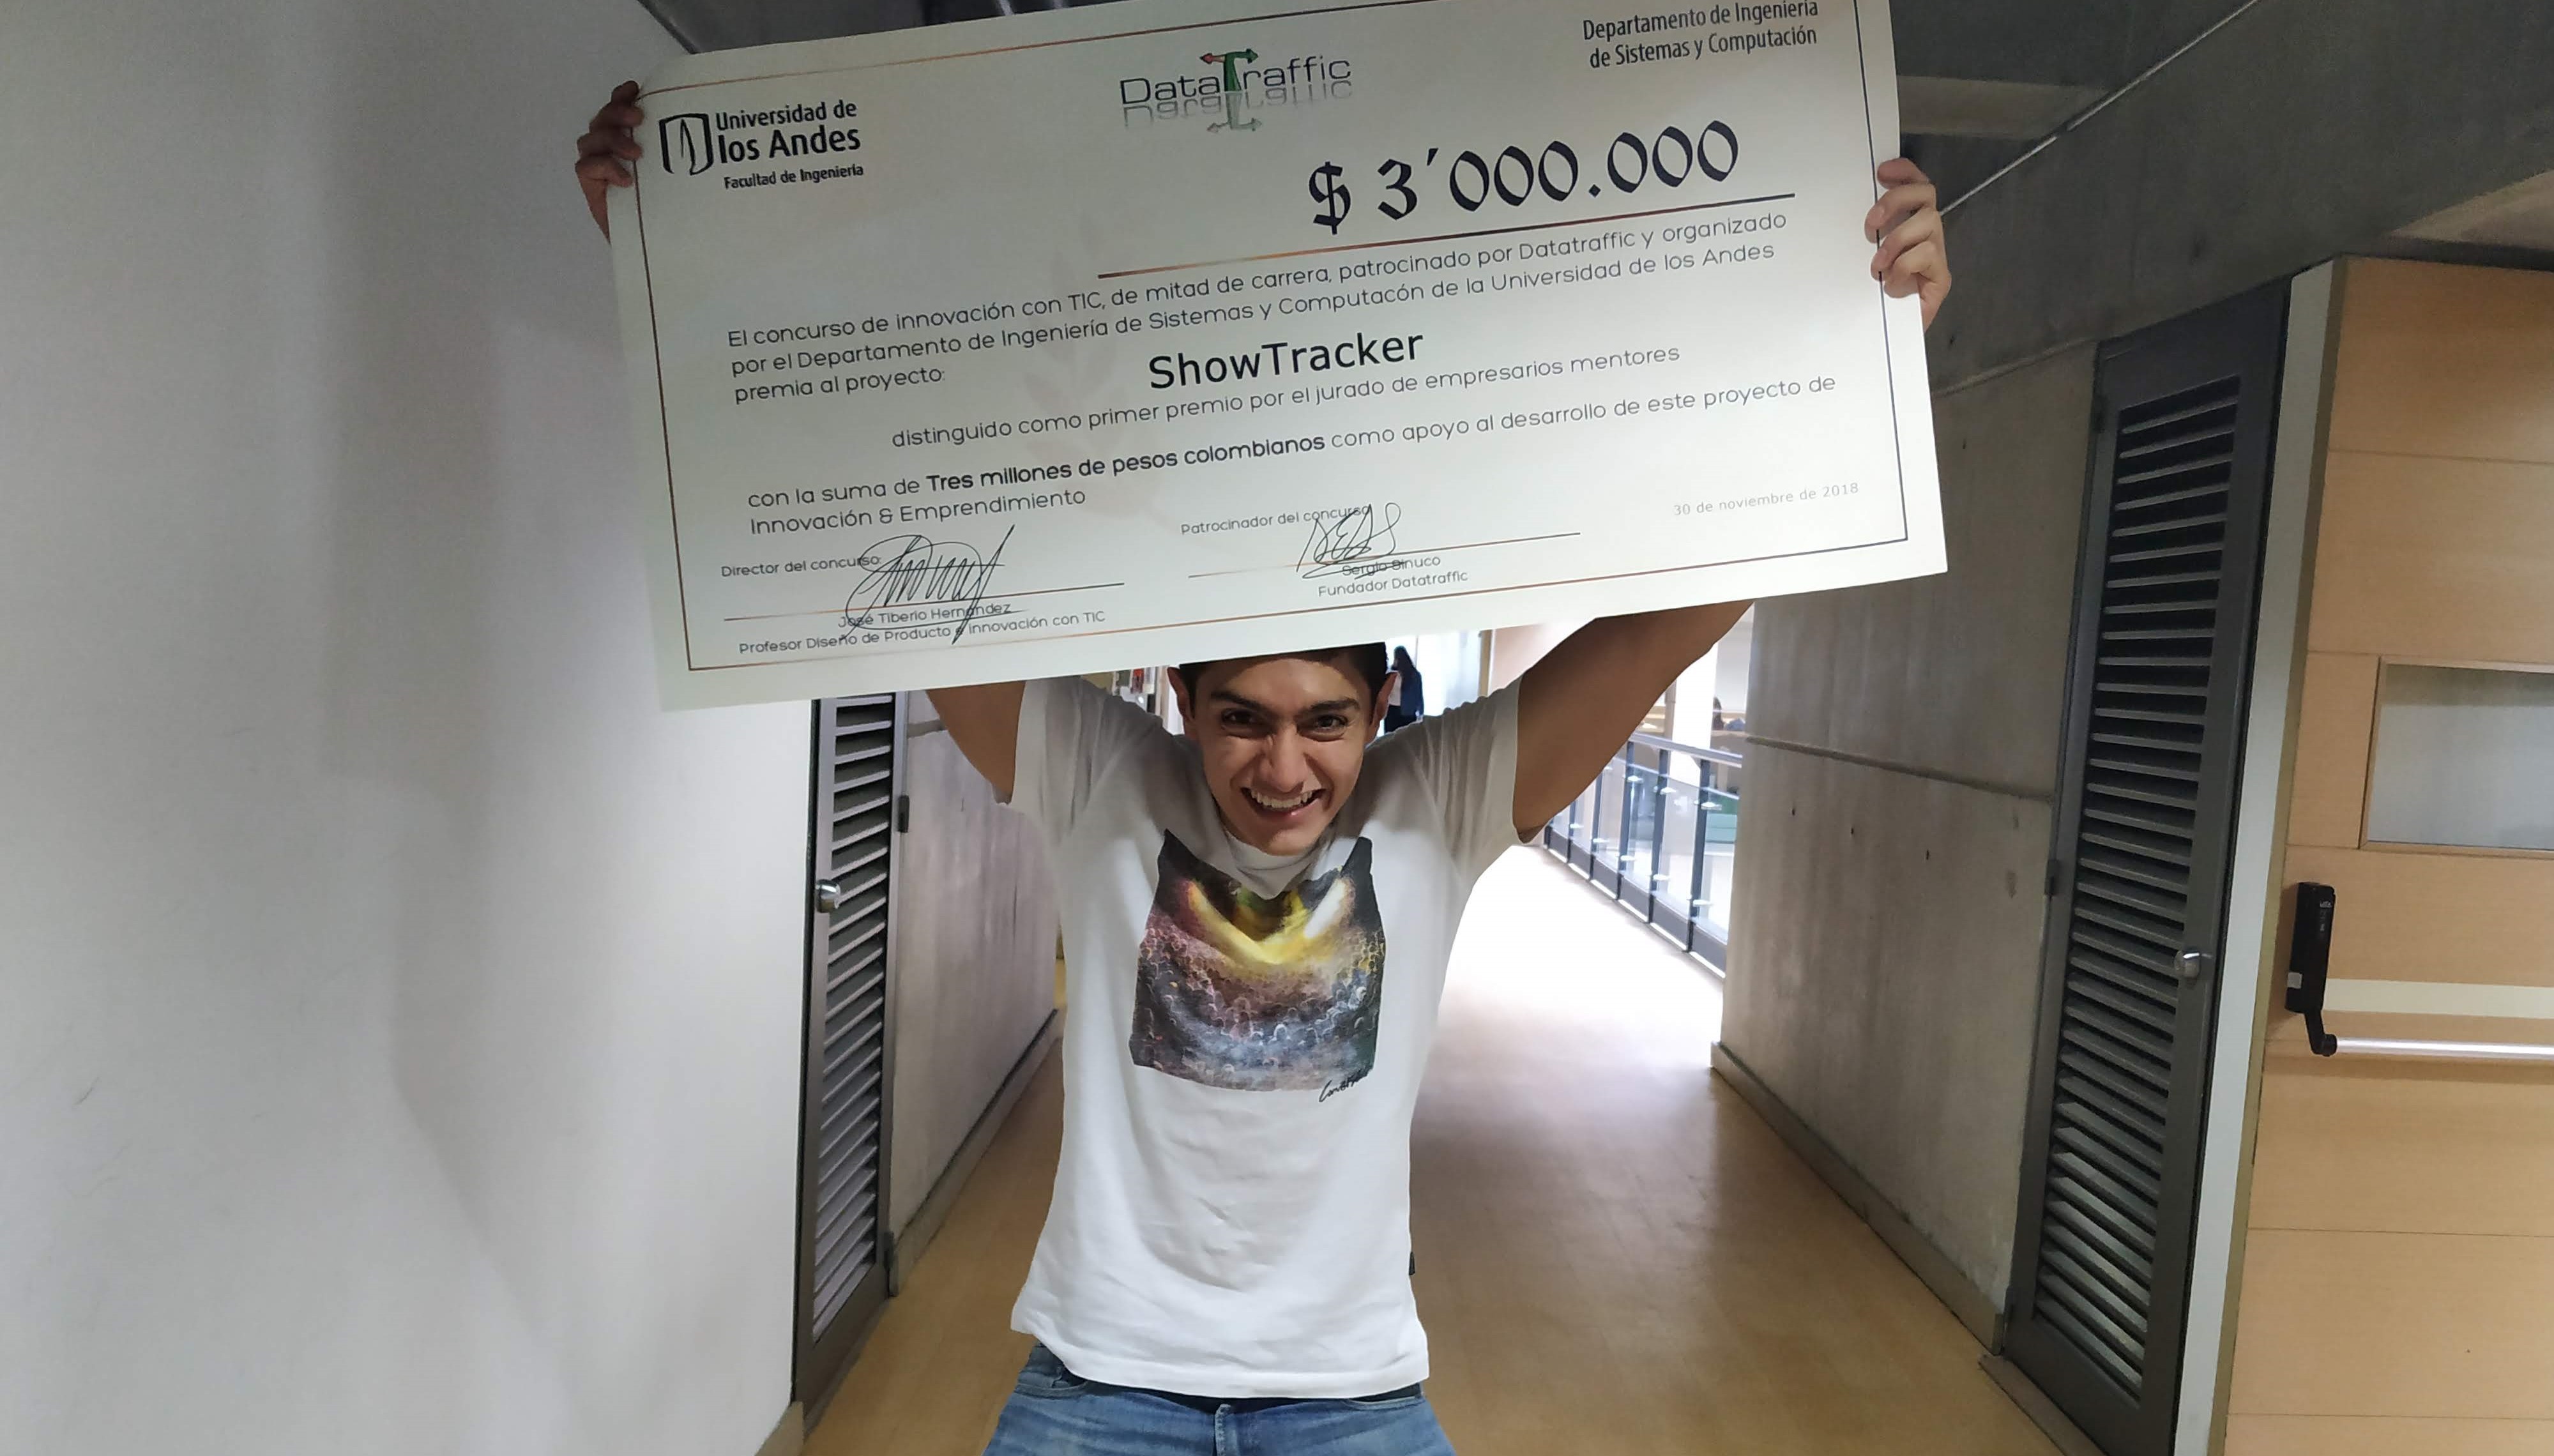 Universidad de
los Andes
Facultad de Ingeniería
DataTraffic
Departamento de Ingeniería
de Sistemas y Computación
$ 3´000.000
El concurso de innovación con TIC, de mitad de carrera, patrocinado por Datatraffic y organizado
por el Departamento de Ingeniería de Sistemas y Computacón de la Universidad de los Andes
premia al proyecto:
ShowTracker
distinguido como primer premio por el jurado de empresarios mentores
con la suma de Tres millones de pesos colombianos como apoyo al desarrollo de este proyecto de
Innovación & Emprendimiento
Director del concurso:
José Tiberio Hernández
Profesor Diseño de Producto e Innovación con TIC
Patrocinador del concurso
Sergio Sinuco
Fundador Datatraffic
30 de noviembre de 2018